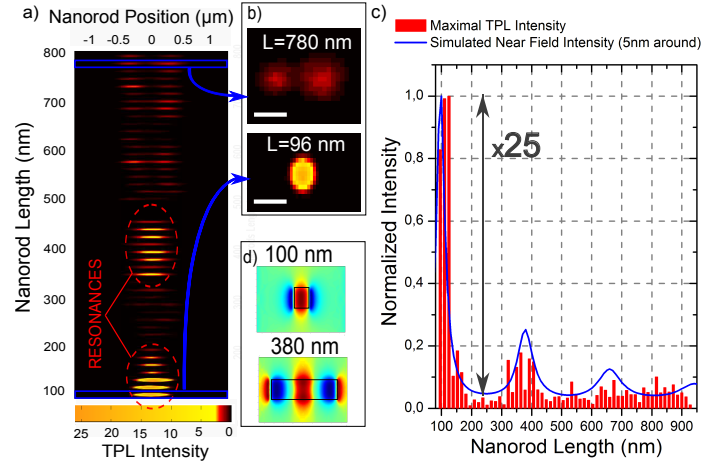 a)
Nanorod Position (µm)
-1 -0.5 0 0.5 1
Nanorod Length (nm)
800
700
600
500
400
300
200
100
RESONANCES
26 20 10 0
TPL Intensity
b)
L=780 nm
L=96 nm
d)
100 nm
380 nm
c)
Maximal TPL Intensity
Simulated Near Field Intensity (5nm around)
Normalized Intensity
1,0
0,8
0,6
0,4
0,2
0,0
x25
100 200 300 400 500 600 700 800 900
Nanorod Length (nm)